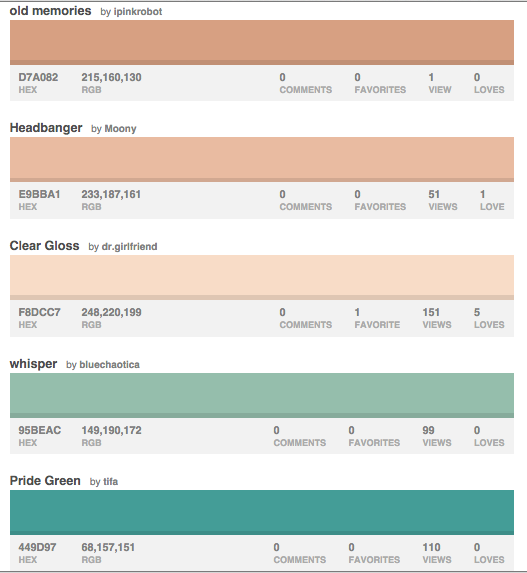 old memories by ipinkrobot
D7A082 215,160,130 0 0 1 0
HEX RGB COMMENTS FAVORITES VIEW LOVES
Headbanger by Moony
E9BBA1 233,187,161 0 0 51 1
HEX RGB COMMENTS FAVORITES VIEWS LOVE
Clear Gloss by dr.girlfriend
F8DCC7 248,220,199 0 1 151 5
HEX RGB COMMENTS FAVORITE VIEWS LOVES
whisper by bluechaotica
95BEAC 149,190,172 0 0 99 0
HEX RGB COMMENTS FAVORITES VIEWS LOVES
Pride Green by tifa
449D97 68,157,151 0 0 110 0
HEX RGB COMMENTS FAVORITES VIEWS LOVES